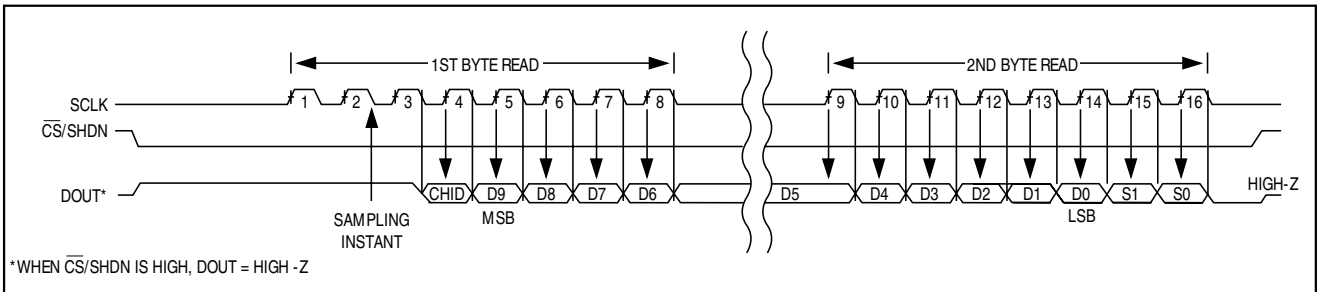 1ST BYTE READ 2ND BYTE READ
SCLK 1 2 3 4 5 6 7 8 9 10 11 12 13 14 15 16
CS/SHDN
DOUT* CHID D9 D8 D7 D6 D5 D4 D3 D2 D1 D0 S1 S0 HIGH-Z
MSB LSB
SAMPLING
INSTANT
*WHEN CS/SHDN IS HIGH, DOUT = HIGH -Z